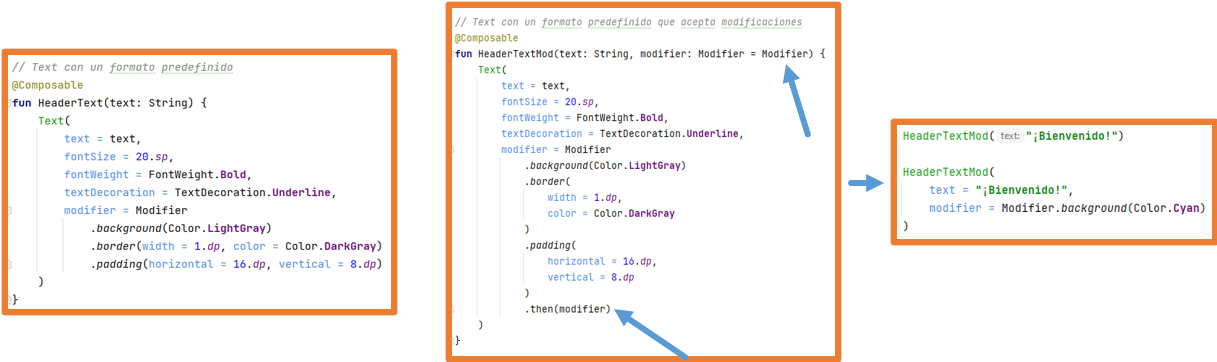 // Text con un formato predefinido
@Composable
fun HeaderText(text: String) {
    Text(
        text = text,
        fontSize = 20.sp,
        fontWeight = FontWeight.Bold,
        textDecoration = TextDecoration.Underline,
        modifier = Modifier
            .background(Color.LightGray)
            .border(width = 1.dp, color = Color.DarkGray)
            .padding(horizontal = 16.dp, vertical = 8.dp)
    )
}
// Text con un formato predefinido que acepta modificaciones
@Composable
fun HeaderTextMod(text: String, modifier: Modifier = Modifier) {
    Text(
        text = text,
        fontSize = 20.sp,
        fontWeight = FontWeight.Bold,
        textDecoration = TextDecoration.Underline,
        modifier = Modifier
            .background(Color.LightGray)
            .border(
                width = 1.dp,
                color = Color.DarkGray
            )
            .padding(
                horizontal = 16.dp,
                vertical = 8.dp
            )
            .then(modifier)
    )
}
HeaderTextMod( text: "¡Bienvenido!")
HeaderTextMod(
    text = "¡Bienvenido!",
    modifier = Modifier.background(Color.Cyan)
)